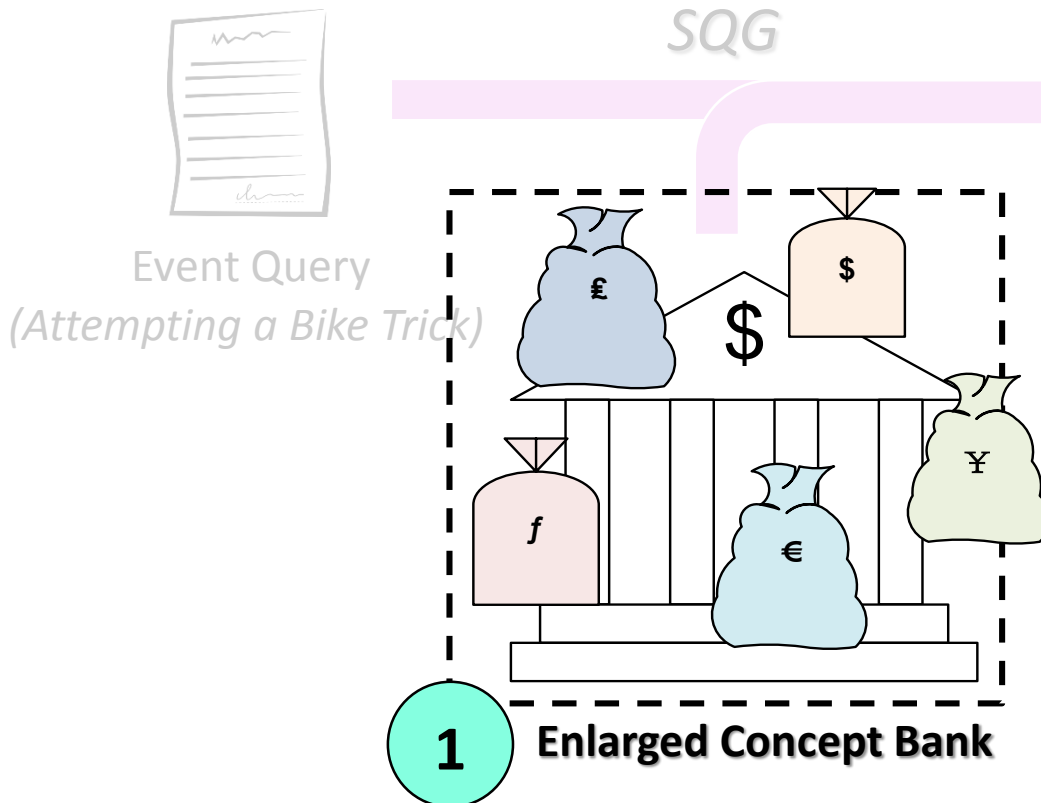 SQG
Event Query
(Attempting a Bike Trick)
£
$
$
¥
ƒ
€
1
Enlarged Concept Bank